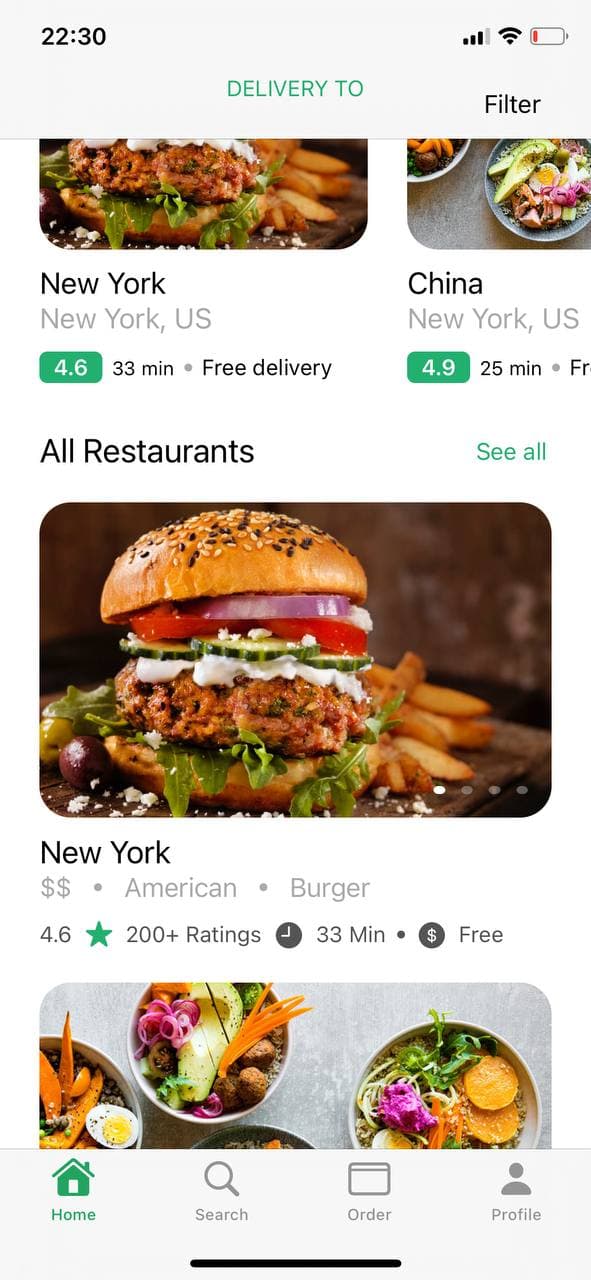 22:30
DELIVERY TO
Filter
New York
New York, US
4.6 33 min • Free delivery
China
New York, US
4.9 25 min • Fr
All Restaurants
See all
New York
$$ • American • Burger
4.6 200+ Ratings 33 Min • $ Free
Home
Search
Order
Profile